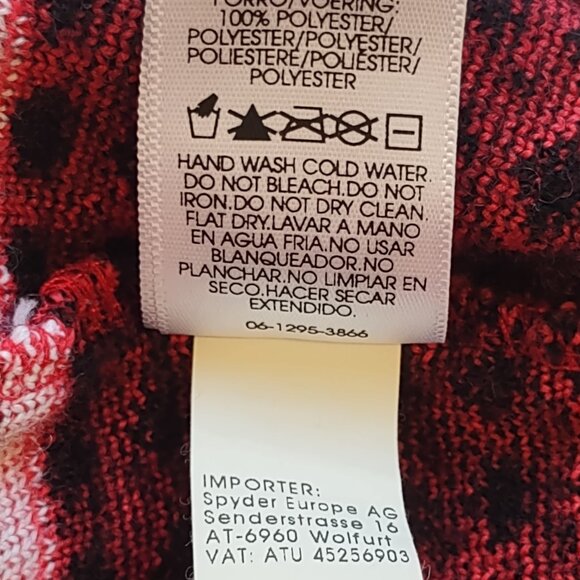 FORRO/VOERING:
100% POLYESTER/
POLYESTER/POLYESTER/
POLIESTERE/POLIÉSTER/
POLYESTER
HAND WASH COLD WATER.
DO NOT BLEACH.DO NOT
IRON.DO NOT DRY CLEAN.
FLAT DRY.LAVAR A MANO
EN AGUA FRIA.NO USAR
BLANQUEADOR.NO
PLANCHAR.NO LIMPIAR EN
SECO.HACER SECAR
EXTENDIDO.
06-1295-3866
IMPORTER:
Spyder Europe AG
Senderstrasse 16
AT-6960 Wolfurt
VAT: ATU 45256903